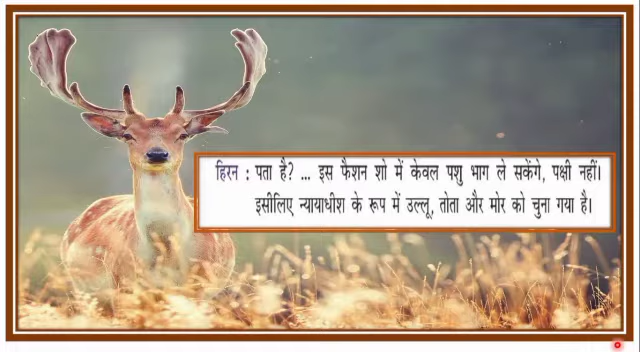 हिरन : पता है? ... इस फैशन शो में केवल पशु भाग ले सकेंगे, पक्षी नहीं।
इसीलिए न्यायाधीश के रूप में उल्लू, तोता और मोर को चुना गया है।